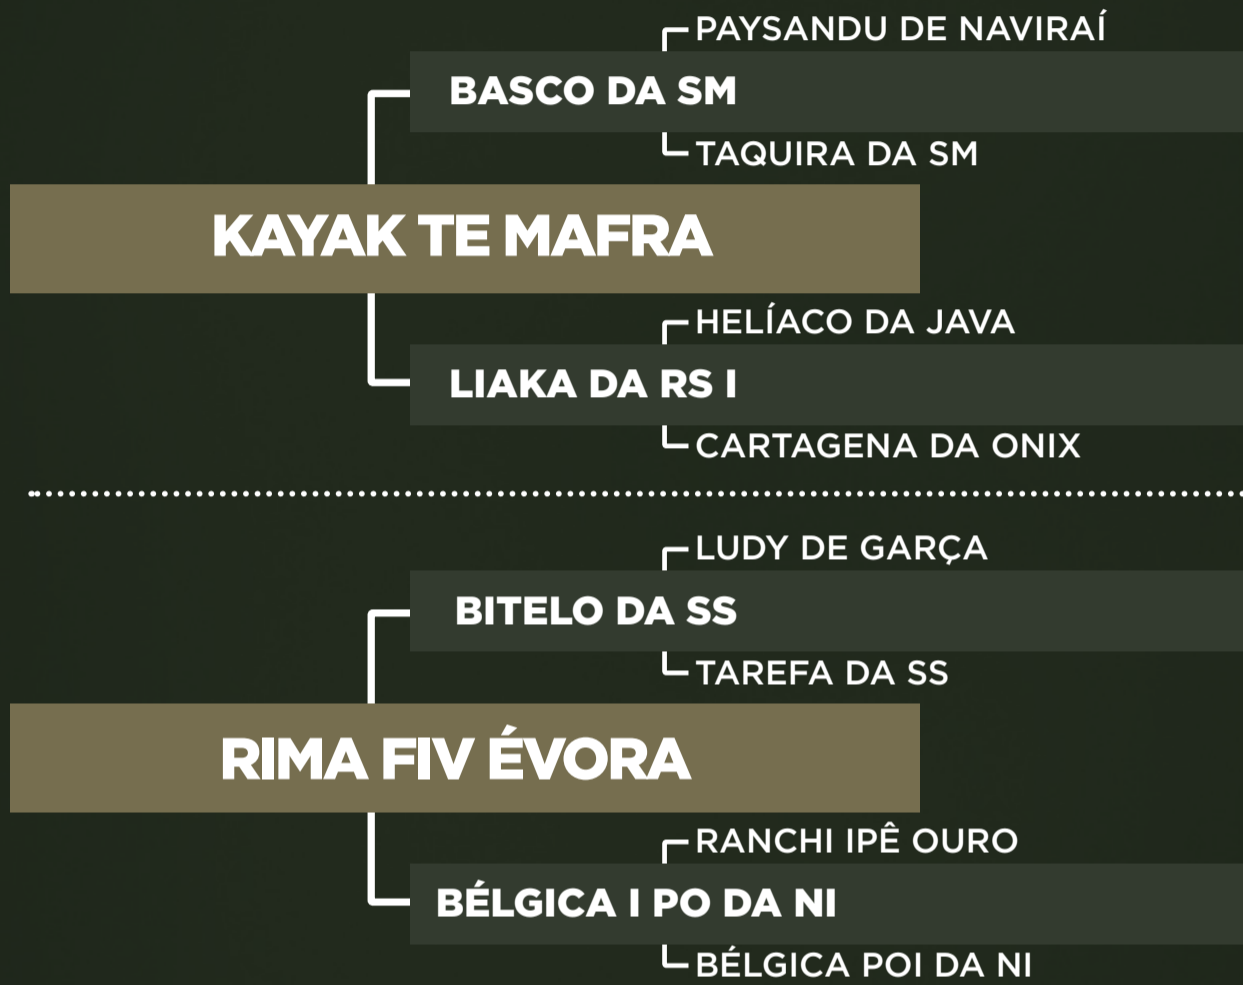 PAYSANDU DE NAVIRAÍ
BASCO DA SM
TAQUIRA DA SM
KAYAK TE MAFRA
HELÍACO DA JAVA
LIAKA DA RS I
CARTAGENA DA ONIX
LUDY DE GARÇA
BITELO DA SS
TAREFA DA SS
RIMA FIV ÉVORA
RANCHI IPÊ OURO
BÉLGICA I PO DA NI
BÉLGICA POI DA NI